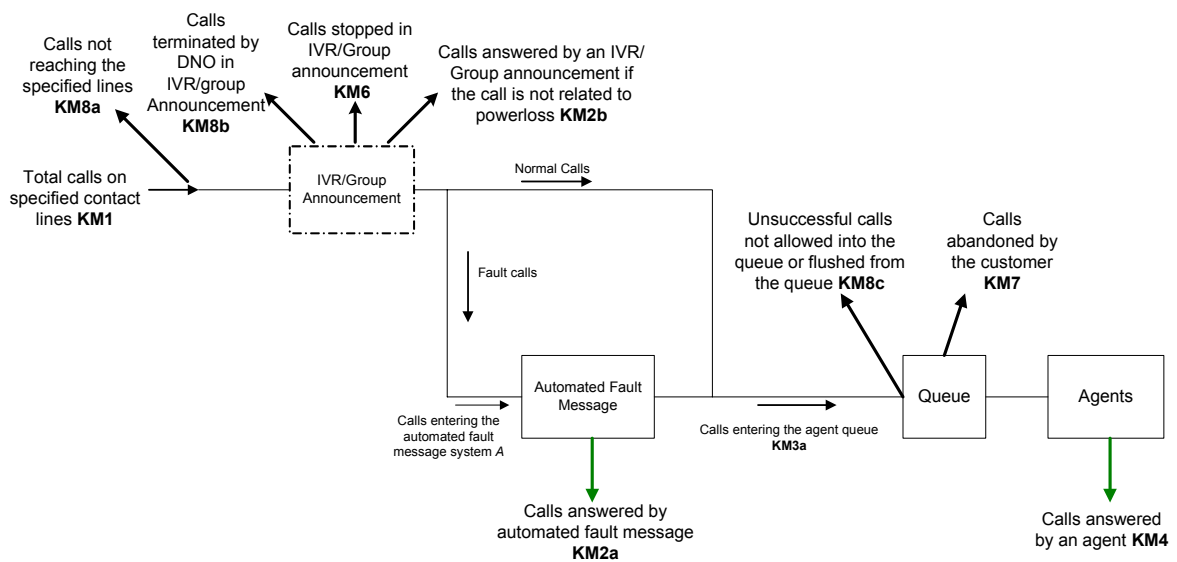 Calls not
reaching the
specified lines
KM8a
Calls
terminated by
DNO in
IVR/group
Announcement
KM8b
Calls stopped in
IVR/Group
announcement
KM6
Calls answered by an IVR/
Group announcement if
the call is not related to
powerloss KM2b
Total calls on
specified contact
lines KM1
IVR/Group
Announcement
Normal Calls
Fault calls
Unsuccessful calls
not allowed into the
queue or flushed from
the queue KM8c
Calls
abandoned by
the customer
KM7
Automated Fault
Message
Queue
Agents
Calls entering the
automated fault
message system A
Calls entering the agent queue
KM3a
Calls answered by
automated fault message
KM2a
Calls answered
by an agent KM4